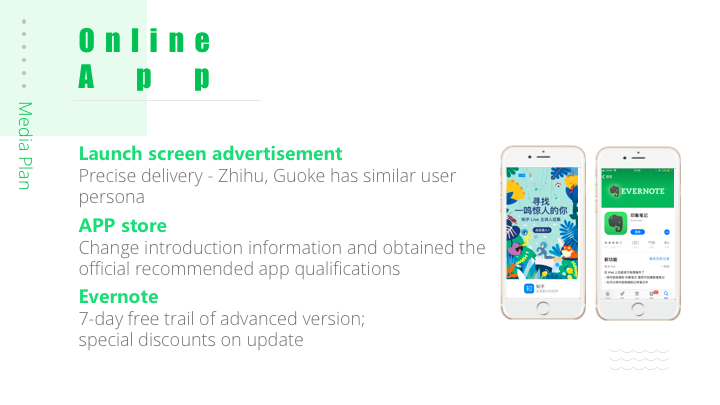 Online
App
Media Plan
Launch screen advertisement
Precise delivery - Zhihu, Guoke has similar user
persona
APP store
Change introduction information and obtained the
official recommended app qualifications
Evernote
7-day free trail of advanced version;
special discounts on update
寻找
一鸣惊人的你
知乎
EVERNOTE
印象笔记
新功能